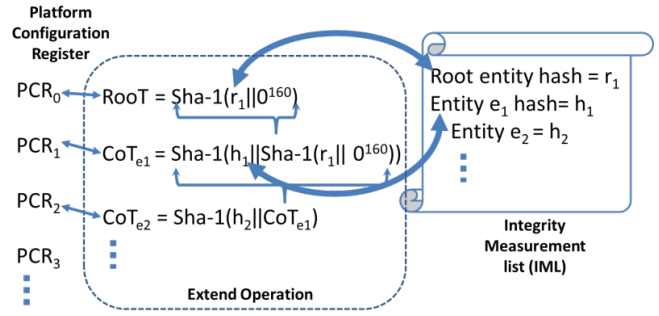 Platform
Configuration
Register
PCR₀
PCR₁
PCR₂
PCR₃
RooT = Sha-1(r₁||0¹⁶⁰)
CoTₑ₁ = Sha-1(h₁||Sha-1(r₁|| 0¹⁶⁰))
CoTₑ₂ = Sha-1(h₂||CoTₑ₁)
Extend Operation
Root entity hash = r₁
Entity e₁ hash= h₁
Entity e₂ = h₂
Integrity
Measurement
list (IML)